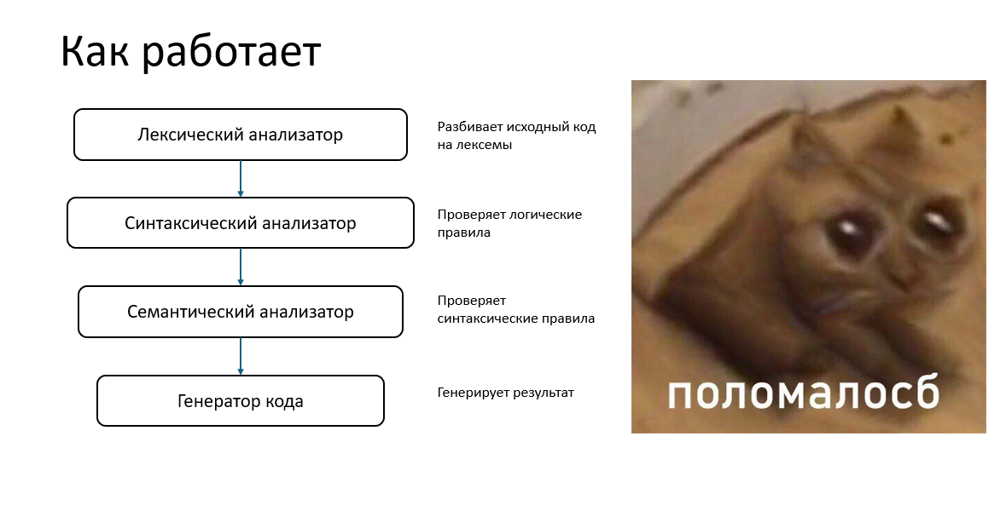 Как работает
Лексический анализатор
Разбивает исходный код
на лексемы
Синтаксический анализатор
Проверяет логические
правила
Семантический анализатор
Проверяет
синтаксические правила
Генератор кода
Генерирует результат
поломалосб